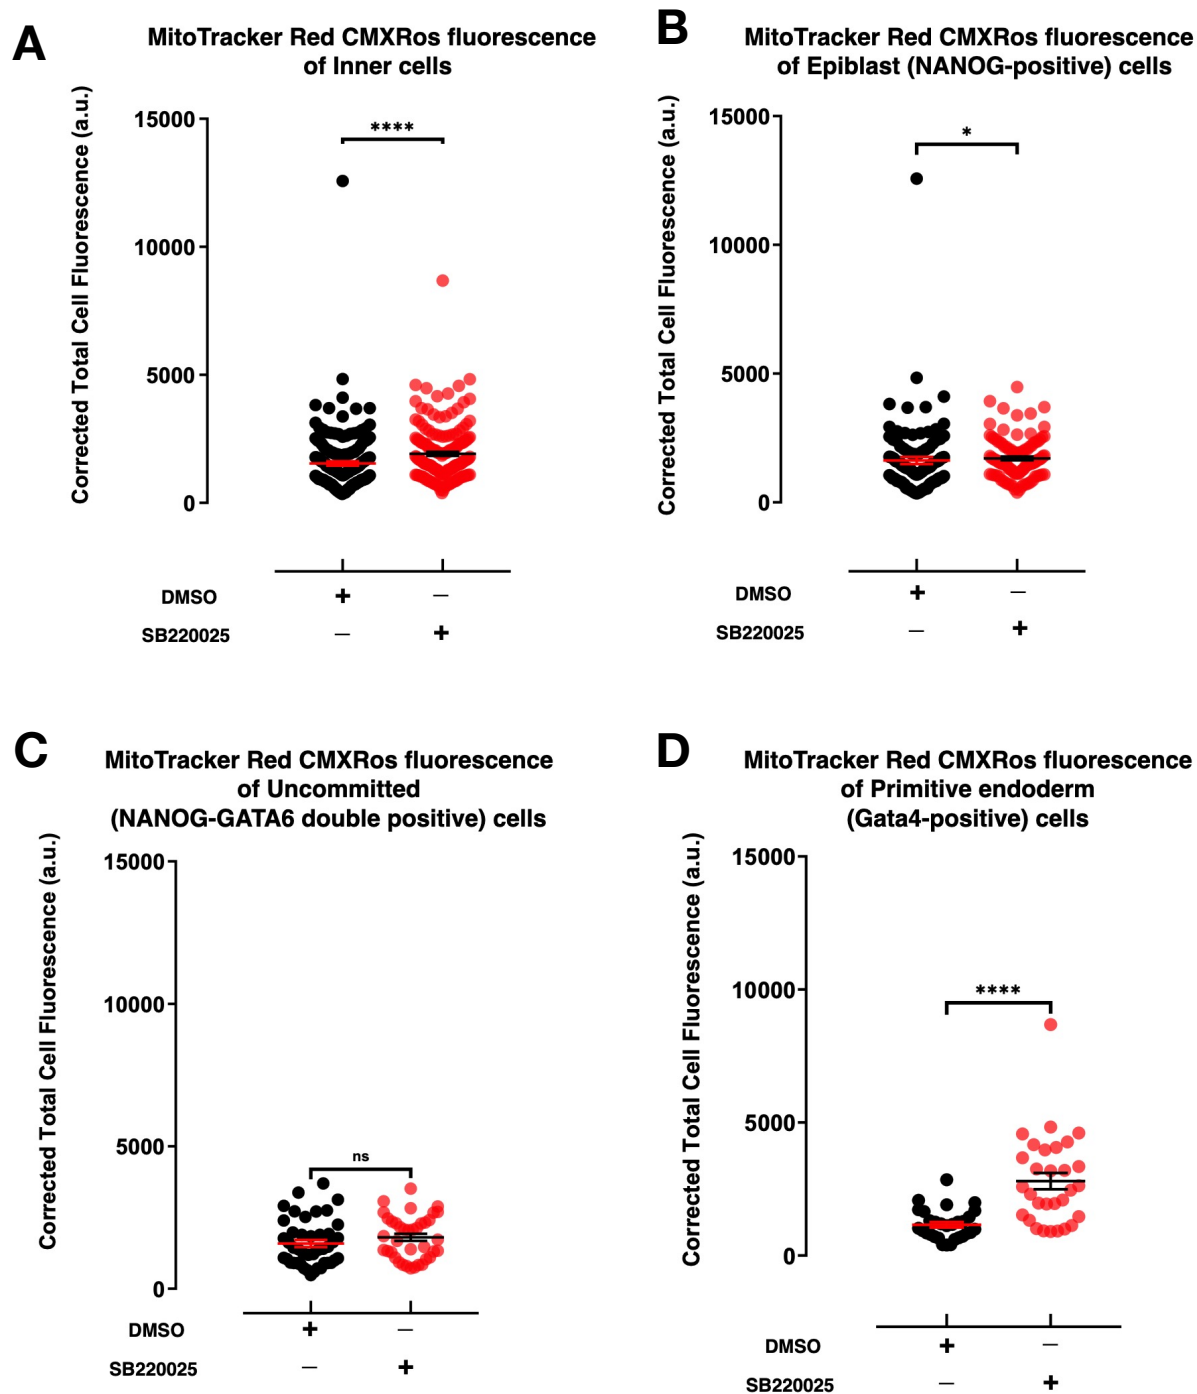 A
MitoTracker Red CMXRos fluorescence
of Inner cells
Corrected Total Cell Fluorescence (a.u.)
15000
10000
5000
0
****
DMSO + –
SB220025 – +
B
MitoTracker Red CMXRos fluorescence
of Epiblast (NANOG-positive) cells
Corrected Total Cell Fluorescence (a.u.)
15000
10000
5000
0
*
DMSO + –
SB220025 – +
C
MitoTracker Red CMXRos fluorescence
of Uncommitted
(NANOG-GATA6 double positive) cells
Corrected Total Cell Fluorescence (a.u.)
15000
10000
5000
0
ns
DMSO + –
SB220025 – +
D
MitoTracker Red CMXRos fluorescence
of Primitive endoderm
(Gata4-positive) cells
Corrected Total Cell Fluorescence (a.u.)
15000
10000
5000
0
****
DMSO + –
SB220025 – +